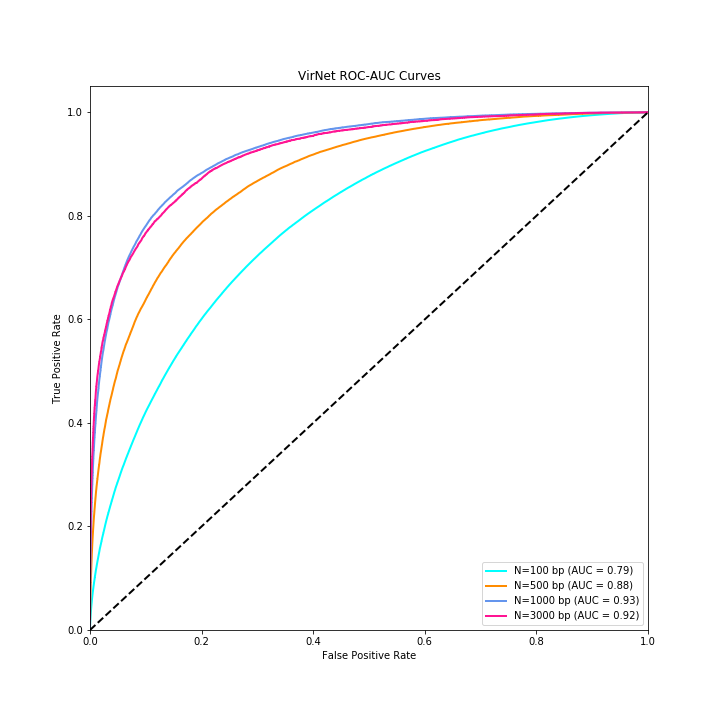 VirNet ROC-AUC Curves
True Positive Rate
1.0
0.8
0.6
0.4
0.2
0.0
0.0 0.2 0.4 0.6 0.8 1.0
False Positive Rate
N=100 bp (AUC = 0.79)
N=500 bp (AUC = 0.88)
N=1000 bp (AUC = 0.93)
N=3000 bp (AUC = 0.92)